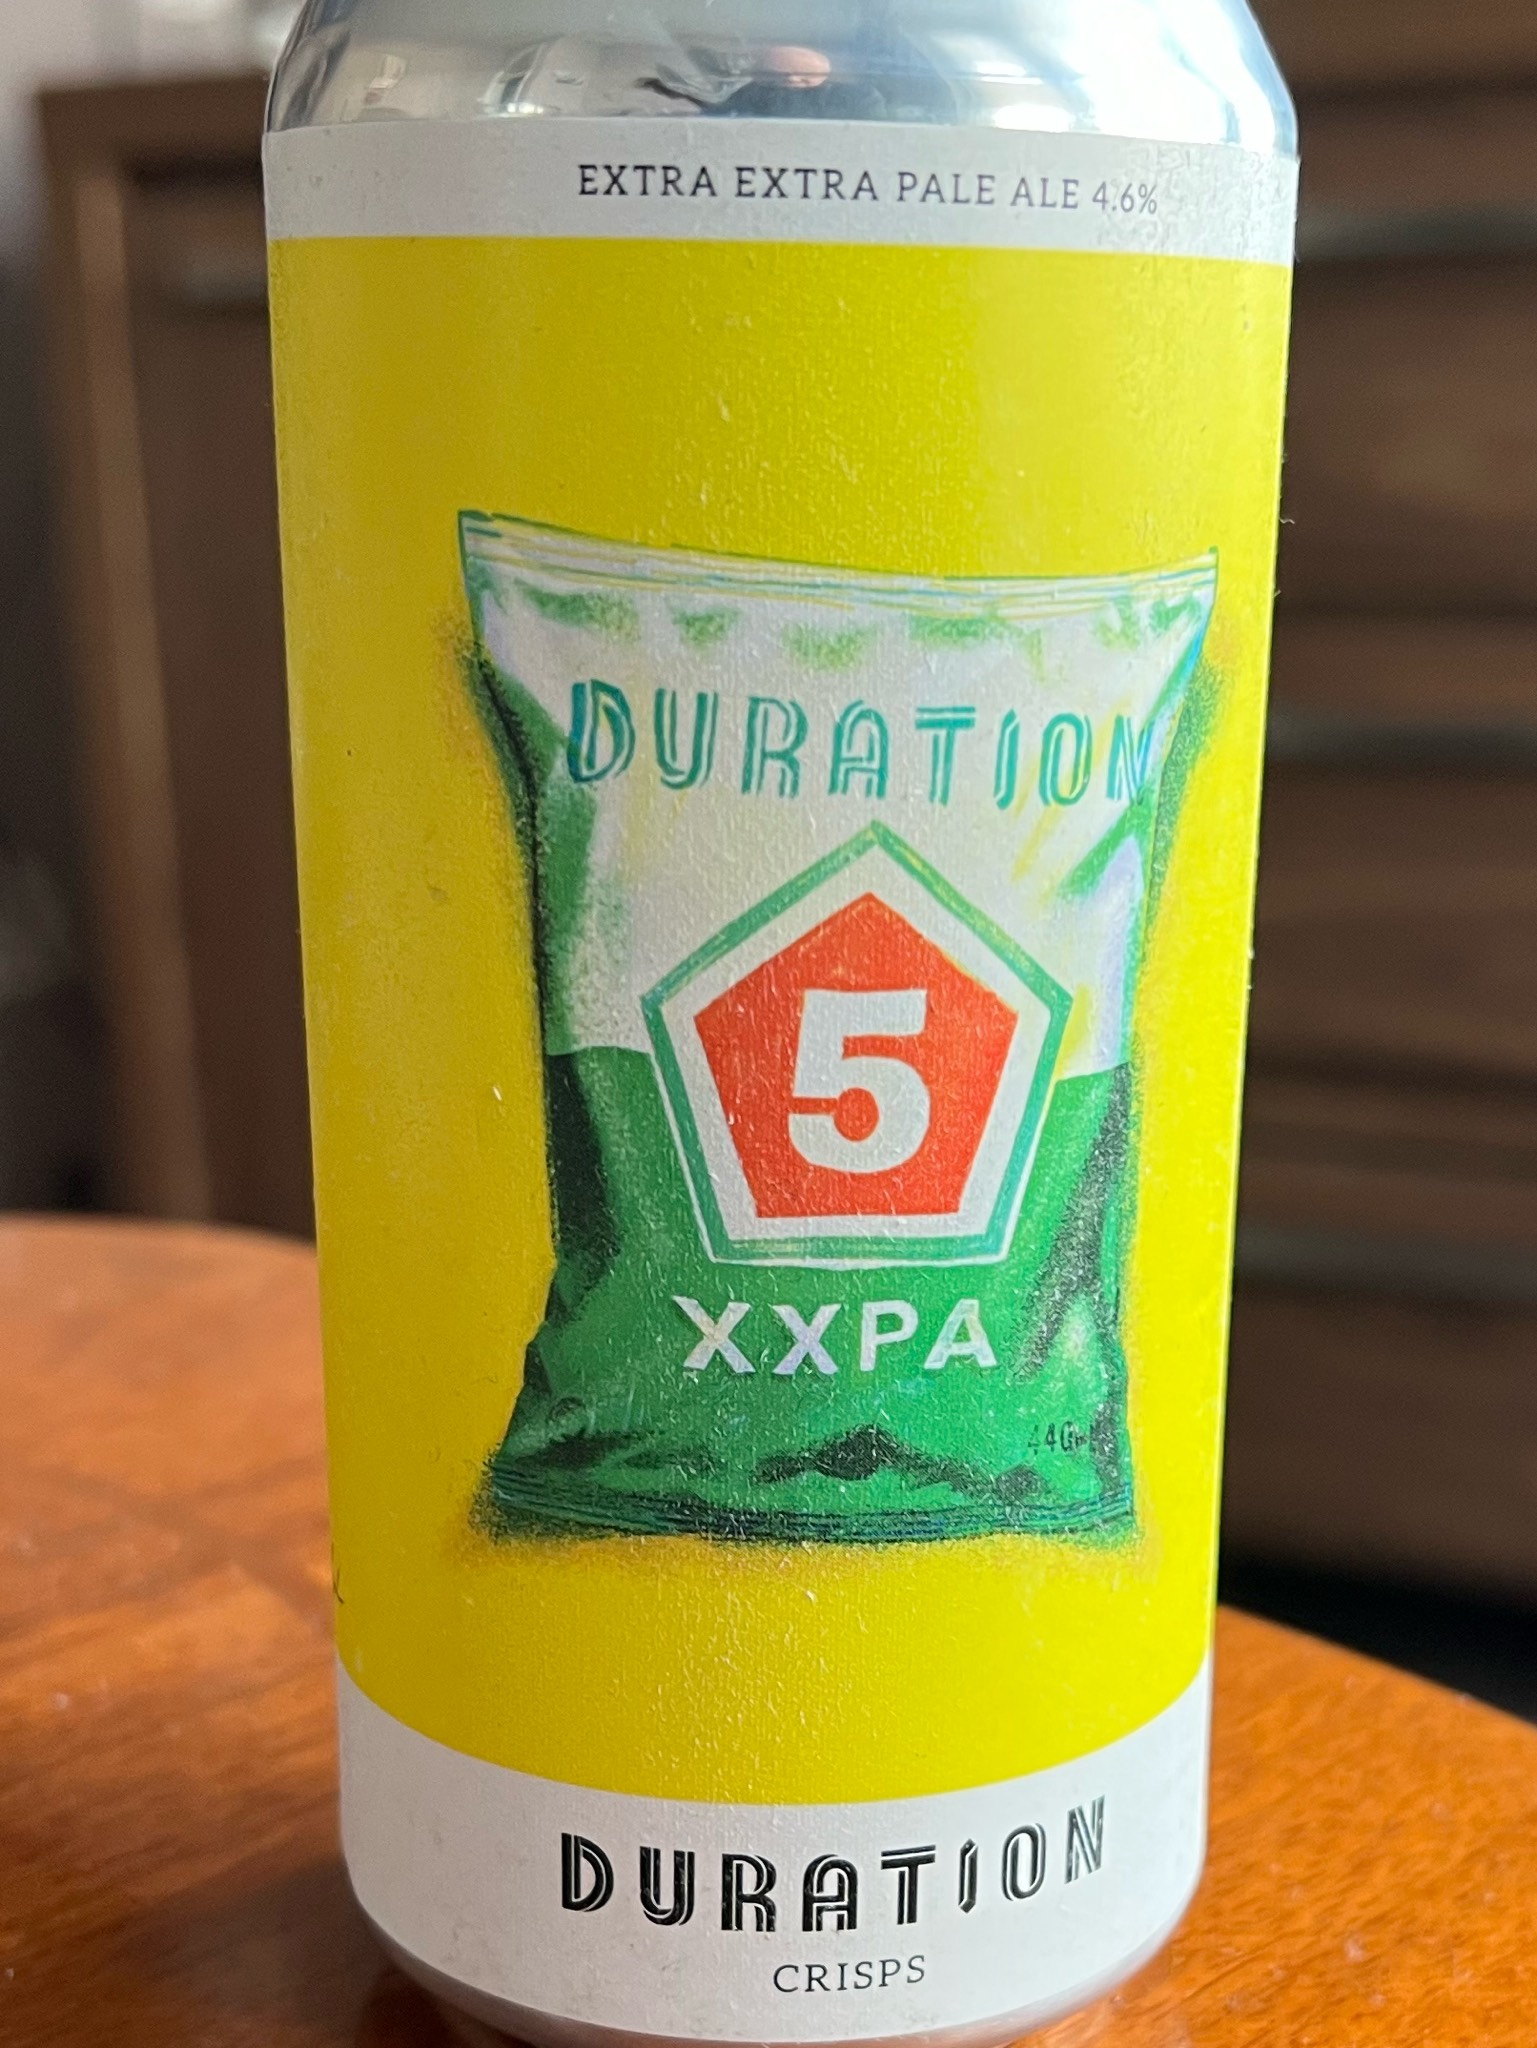 EXTRA EXTRA PALE ALE 4.6%
DURATION
5
XXPA
DURATION
CRISPS